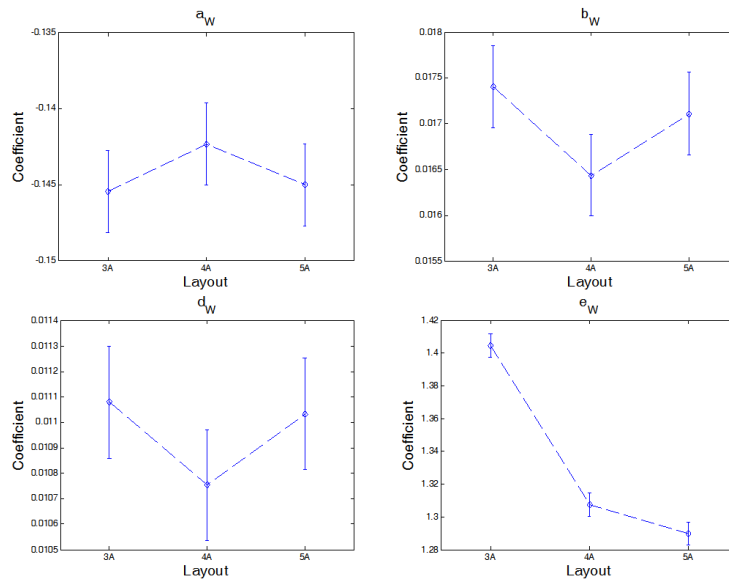 a_W
-0.135
-0.14
-0.145
-0.15
Coefficient
3A 4A 5A
Layout
b_W
0.018
0.0175
0.017
0.0165
0.016
0.0155
Coefficient
3A 4A 5A
Layout
d_W
0.0114
0.0113
0.0112
0.0111
0.011
0.0109
0.0108
0.0107
0.0106
0.0105
Coefficient
3A 4A 5A
Layout
e_W
1.42
1.4
1.38
1.36
1.34
1.32
1.3
1.28
Coefficient
3A 4A 5A
Layout